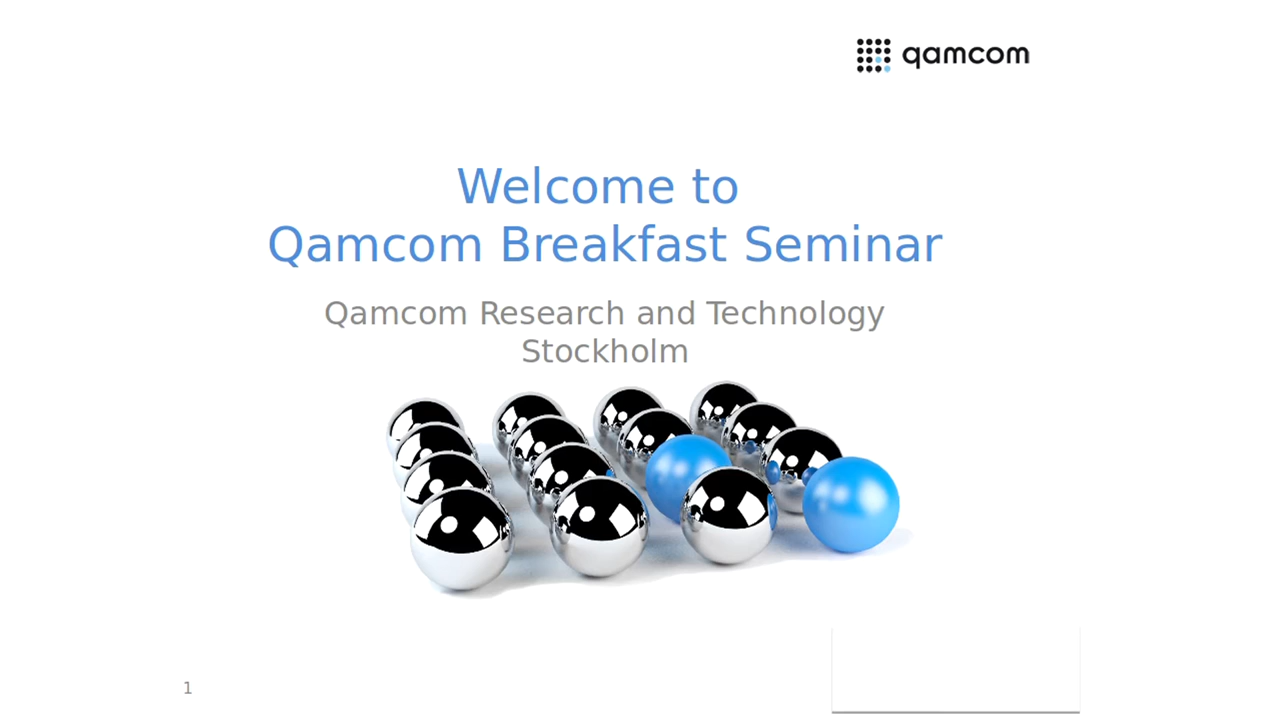 qamcom
Welcome to
Qamcom Breakfast Seminar
Qamcom Research and Technology
Stockholm
1